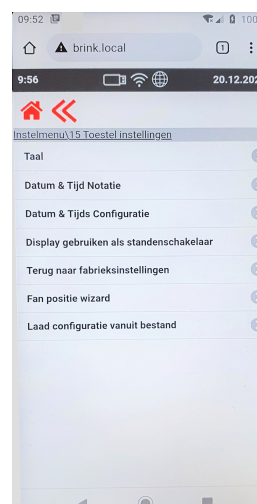 09:52 100
brink.local 1
9:56 20.12.202
Instelmenu\15 Toestel instellingen
Taal
Datum & Tijd Notatie
Datum & Tijds Configuratie
Display gebruiken als standenschakelaar
Terug naar fabrieksinstellingen
Fan positie wizard
Laad configuratie vanuit bestand